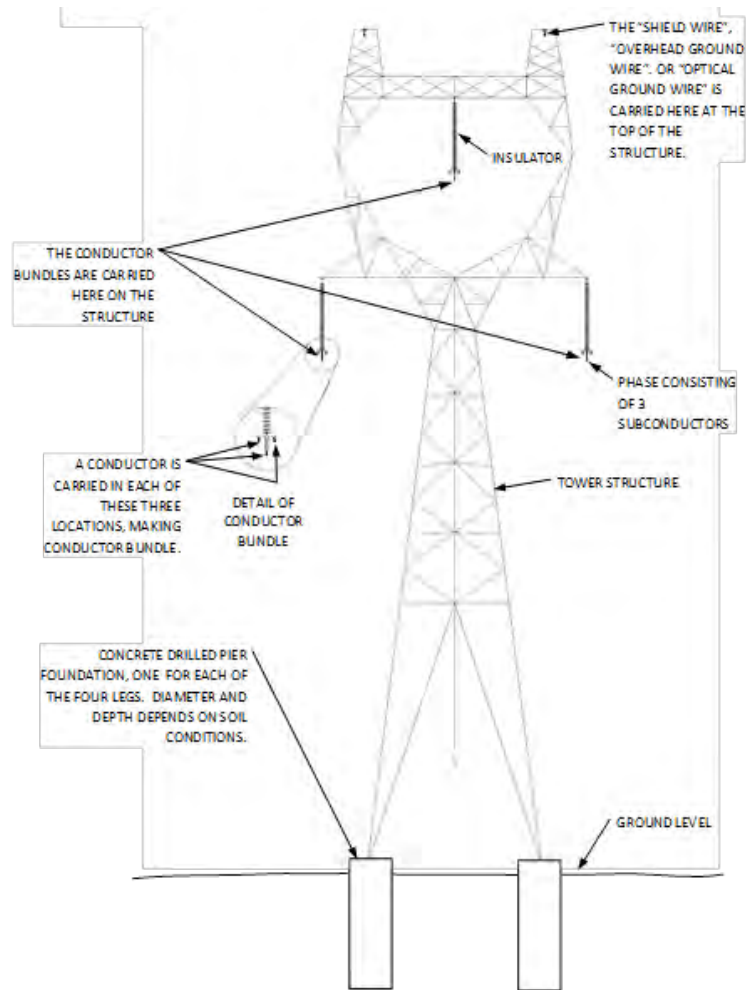 THE "SHIELD WIRE",
"OVERHEAD GROUND
WIRE". OR "OPTICAL
GROUND WIRE" IS
CARRIED HERE AT THE
TOP OF THE
STRUCTURE.
INSULATOR
THE CONDUCTOR
BUNDLES ARE CARRIED
HERE ON THE
STRUCTURE
PHASE CONSISTING
OF 3
SUBCONDUCTORS
A CONDUCTOR IS
CARRIED IN EACH OF
THESE THREE
LOCATIONS, MAKING
CONDUCTOR BUNDLE.
DETAIL OF
CONDUCTOR
BUNDLE
TOWER STRUCTURE
CONCRETE DRILLED PIER
FOUNDATION, ONE FOR EACH OF
THE FOUR LEGS. DIAMETER AND
DEPTH DEPENDS ON SOIL
CONDITIONS.
GROUND LEVEL